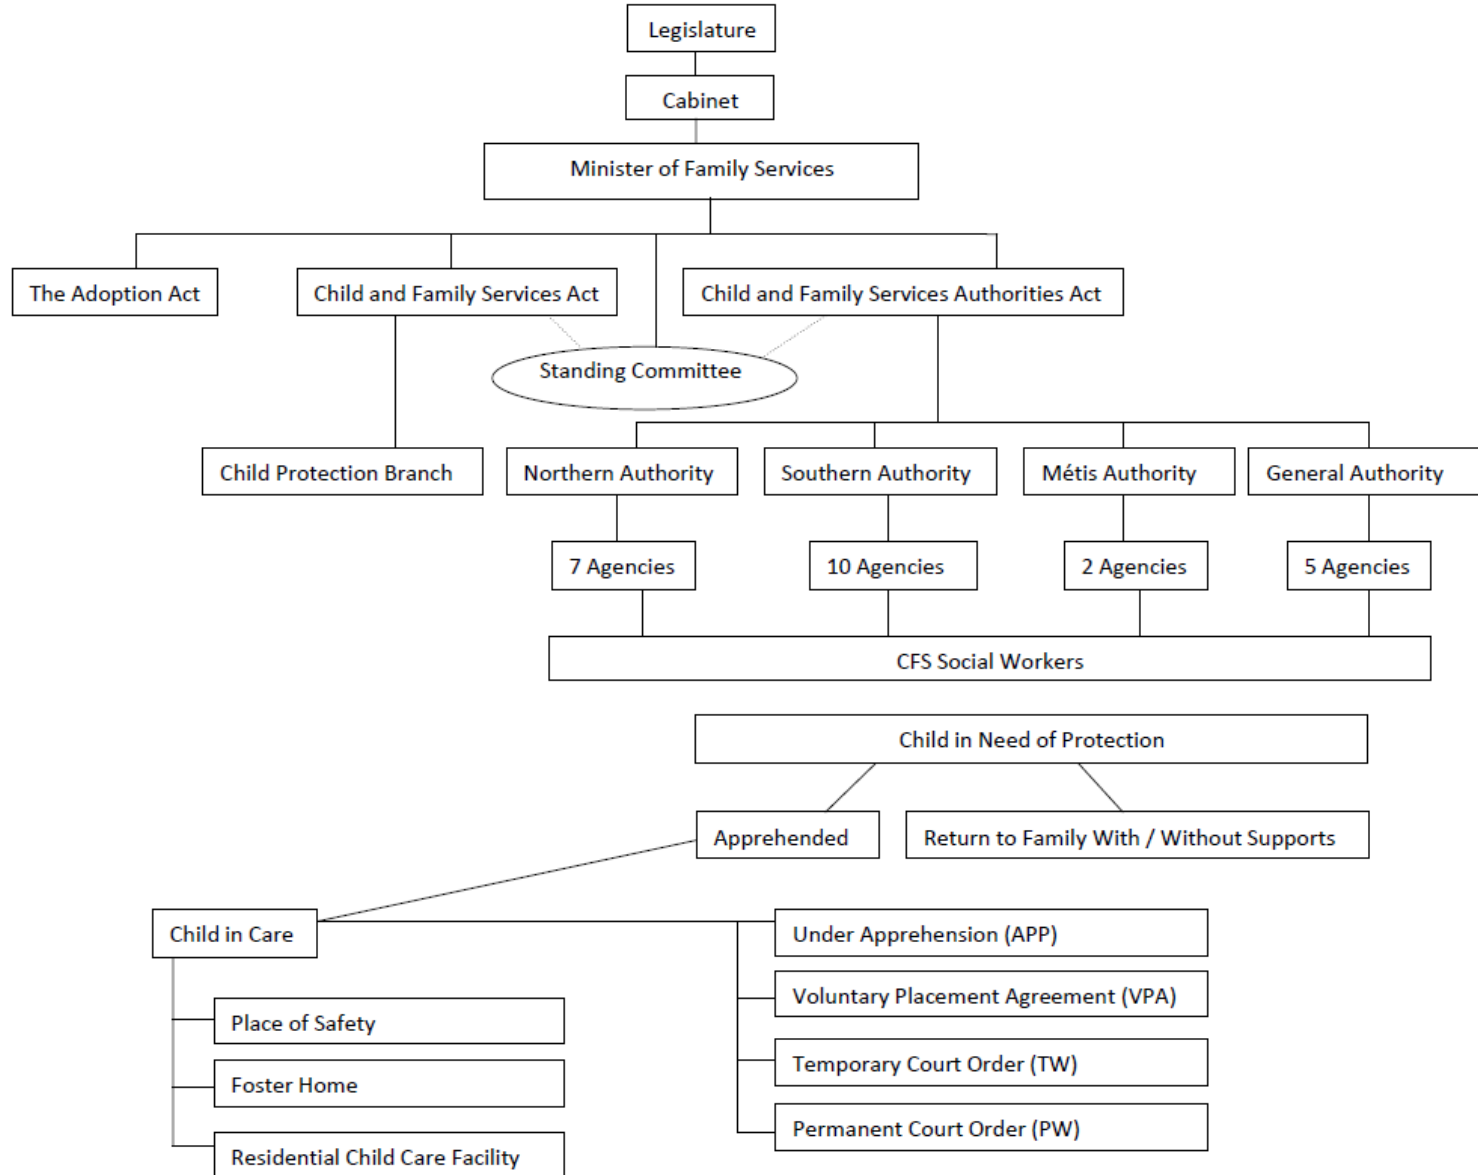 Legislature
Cabinet
Minister of Family Services
The Adoption Act
Child and Family Services Act
Child and Family Services Authorities Act
Standing Committee
Child Protection Branch
Northern Authority
Southern Authority
Métis Authority
General Authority
7 Agencies
10 Agencies
2 Agencies
5 Agencies
CFS Social Workers
Child in Need of Protection
Apprehended
Return to Family With / Without Supports
Child in Care
Place of Safety
Foster Home
Residential Child Care Facility
Under Apprehension (APP)
Voluntary Placement Agreement (VPA)
Temporary Court Order (TW)
Permanent Court Order (PW)